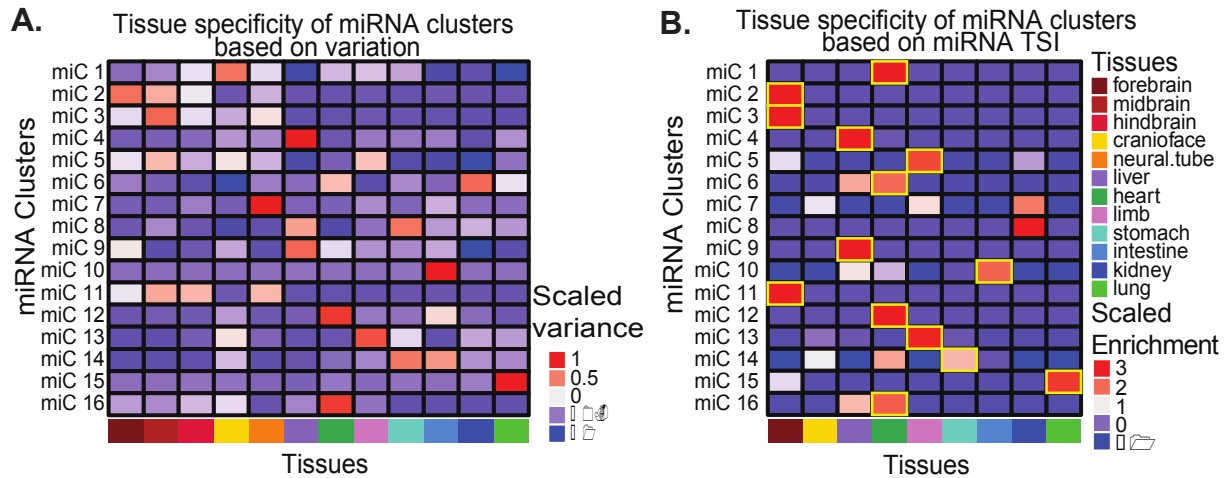 A.
Tissue specificity of miRNA clusters
based on variation
miRNA Clusters
miC 1
miC 2
miC 3
miC 4
miC 5
miC 6
miC 7
miC 8
miC 9
miC 10
miC 11
miC 12
miC 13
miC 14
miC 15
miC 16
Tissues
Scaled
variance
1
0.5
0
B.
Tissue specificity of miRNA clusters
based on miRNA TSI
miRNA Clusters
miC 1
miC 2
miC 3
miC 4
miC 5
miC 6
miC 7
miC 8
miC 9
miC 10
miC 11
miC 12
miC 13
miC 14
miC 15
miC 16
Tissues
Tissues
forebrain
midbrain
hindbrain
cranioface
neural.tube
liver
heart
limb
stomach
intestine
kidney
lung
Scaled
Enrichment
3
2
1
0